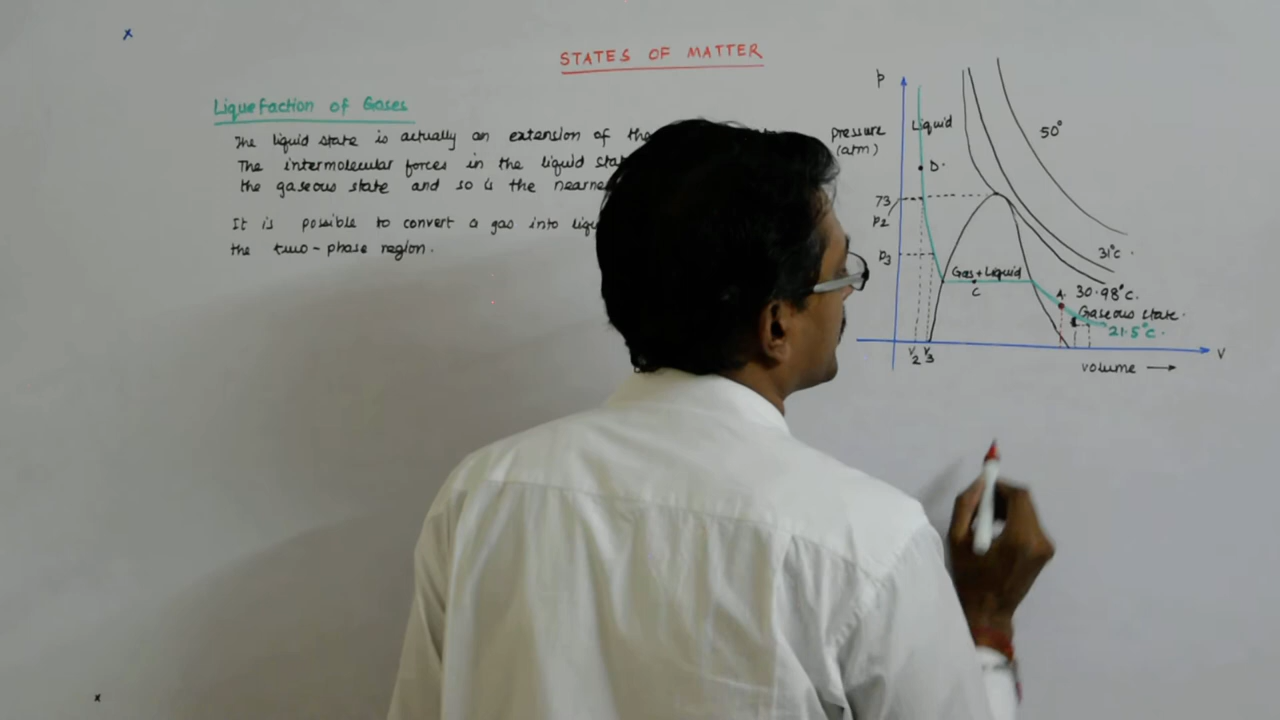 STATES OF MATTER
Liquefaction of Gases
The liquid state is actually an extension of the
The intermolecular forces in the liquid
the gaseous state and so is the
It is possible to convert a gas into
the two-phase region.
P
Pressure
(atm)
Liquid
50°
D.
73
P2
P3
31°C.
Gas + Liquid
C
A. 30.98°C.
Gaseous state.
21.5°C.
V2 V3
V
volume →
x
x